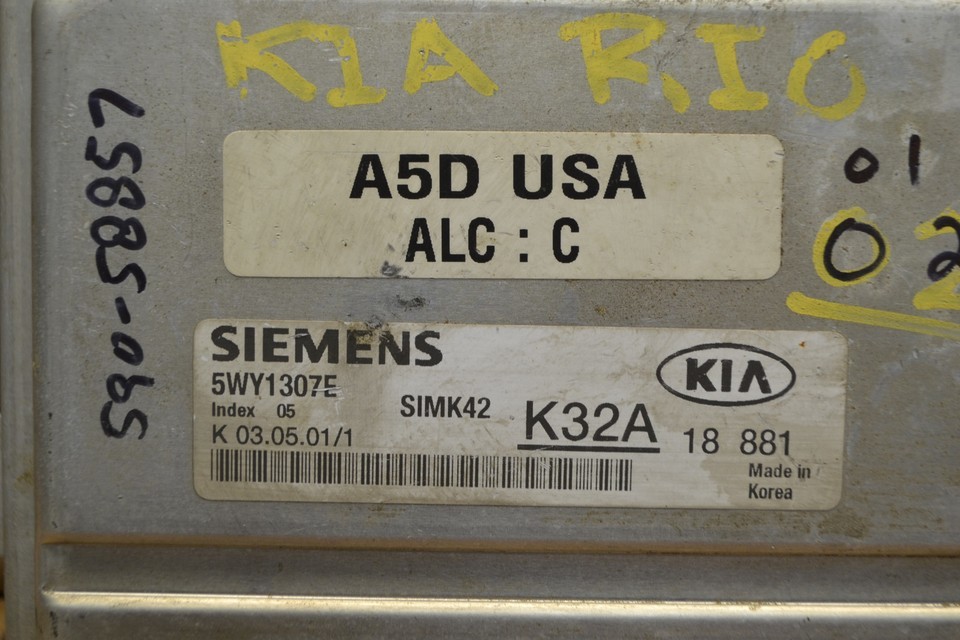 KIA RIO
A5D USA
ALC : C
01
02
590-58857
SIEMENS
5WY1307E
Index 05
SIMK42
K32A
KIA
18 881
K 03.05.01/1
Made in
Korea